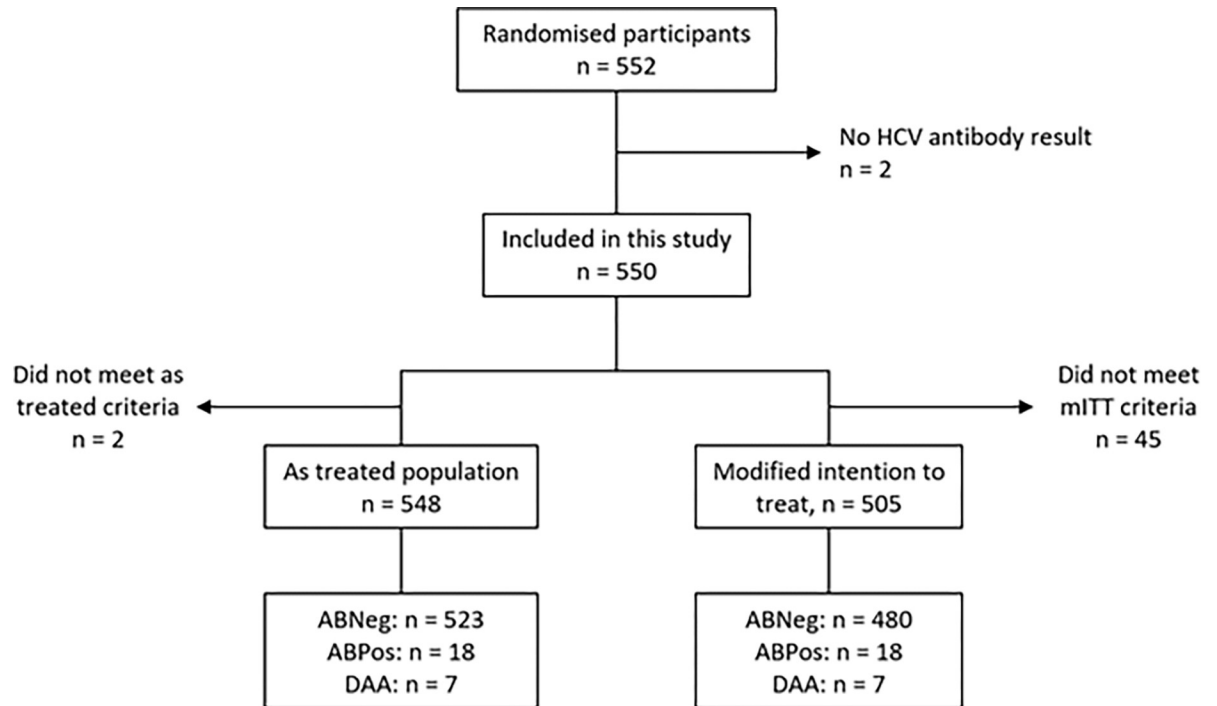 Randomised participants
n = 552
No HCV antibody result
n = 2
Included in this study
n = 550
Did not meet as
treated criteria
n = 2
Did not meet
mITT criteria
n = 45
As treated population
n = 548
Modified intention to
treat, n = 505
ABNeg: n = 523
ABPos: n = 18
DAA: n = 7
ABNeg: n = 480
ABPos: n = 18
DAA: n = 7